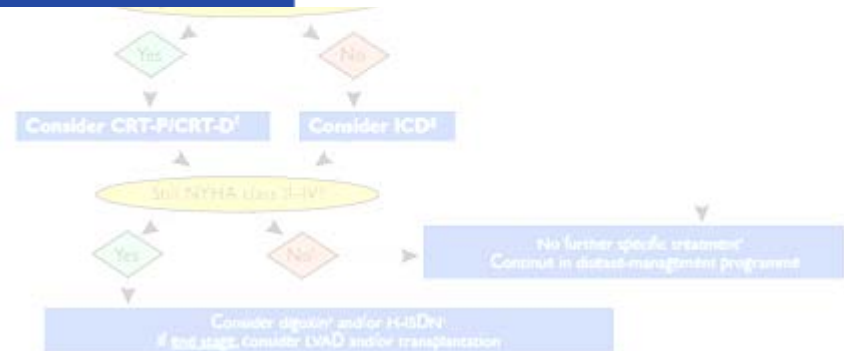 Yes
No
Consider CRT-P/CRT-D
Consider ICD
Still NYHA class II–IV?
Yes
No
No further specific treatment
Continue in disease-management programme
Consider digoxin and/or H-ISDN
If end stage, consider LVAD and/or transplantation